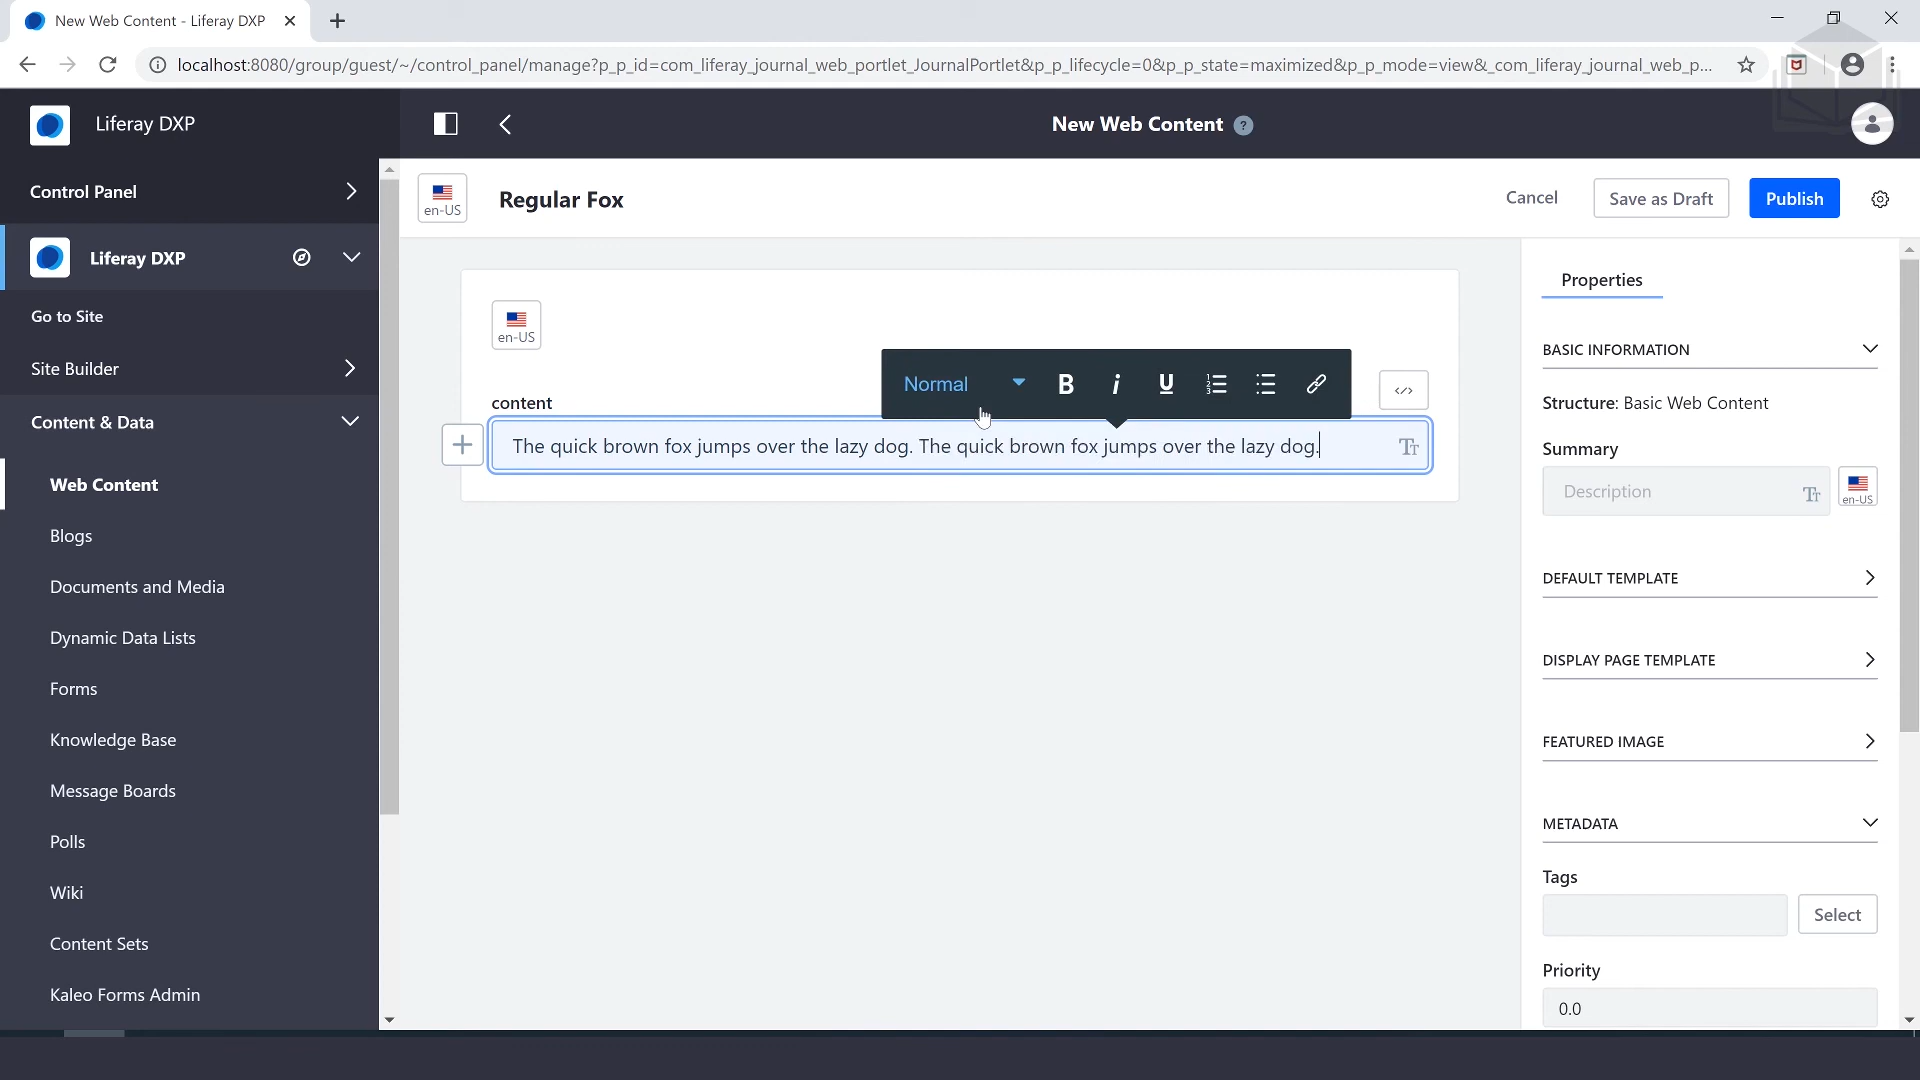 New Web Content - Liferay DXP
localhost:8080/group/guest/~/control_panel/manage?p_p_id=com_liferay_journal_web_portlet_JournalPortlet&p_p_lifecycle=0&p_p_state=maximized&p_p_mode=view&_com_liferay_journal_web_p...
Liferay DXP
New Web Content ?
Control Panel
en-US
Regular Fox
Cancel
Save as Draft
Publish
Liferay DXP
Go to Site
Site Builder
Content & Data
Web Content
Blogs
Documents and Media
Dynamic Data Lists
Forms
Knowledge Base
Message Boards
Polls
Wiki
Content Sets
Kaleo Forms Admin
en-US
Normal B i U
content
The quick brown fox jumps over the lazy dog. The quick brown fox jumps over the lazy dog.
Properties
BASIC INFORMATION
Structure: Basic Web Content
Summary
Description
en-US
DEFAULT TEMPLATE
DISPLAY PAGE TEMPLATE
FEATURED IMAGE
METADATA
Tags
Select
Priority
0.0